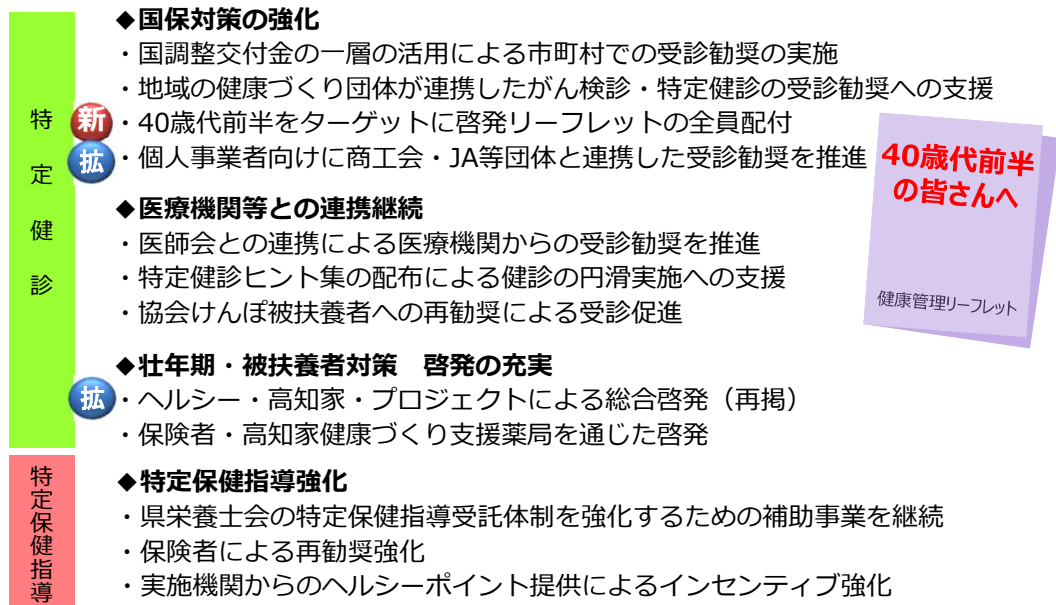 特定健診
◆国保対策の強化
・国調整交付金の一層の活用による市町村での受診勧奨の実施
・地域の健康づくり団体が連携したがん検診・特定健診の受診勧奨への支援
新・40歳代前半をターゲットに啓発リーフレットの全員配付
拡・個人事業者向けに商工会・JA等団体と連携した受診勧奨を推進
40歳代前半
の皆さんへ
健康管理リーフレット
◆医療機関等との連携継続
・医師会との連携による医療機関からの受診勧奨を推進
・特定健診ヒント集の配布による健診の円滑実施への支援
・協会けんぽ被扶養者への再勧奨による受診促進
◆壮年期・被扶養者対策　啓発の充実
拡・ヘルシー・高知家・プロジェクトによる総合啓発（再掲）
・保険者・高知家健康づくり支援薬局を通じた啓発
特定保健指導
◆特定保健指導強化
・県栄養士会の特定保健指導受託体制を強化するための補助事業を継続
・保険者による再勧奨強化
・実施機関からのヘルシーポイント提供によるインセンティブ強化